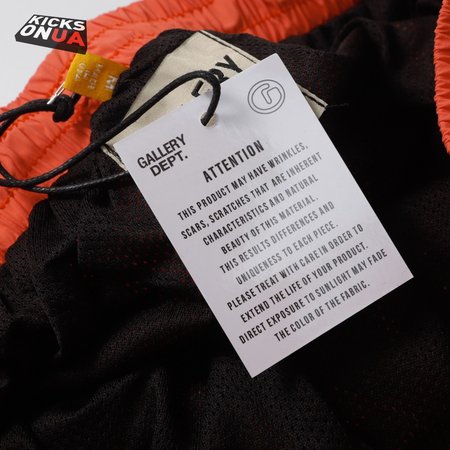 KICKS
ON UA
GALLERY
DEPT.
ATTENTION
THIS PRODUCT MAY HAVE WRINKLES,
SCARS, SCRATCHES THAT ARE INHERENT
CHARACTERISTICS AND NATURAL
BEAUTY OF THIS MATERIAL.
THIS RESULTS DIFFERENCES AND
UNIQUENESS TO EACH PIECE.
PLEASE TREAT WITH CARE IN ORDER TO
EXTEND THE LIFE OF YOUR PRODUCT.
DIRECT EXPOSURE TO SUNLIGHT MAY FADE
THE COLOR OF THE FABRIC.